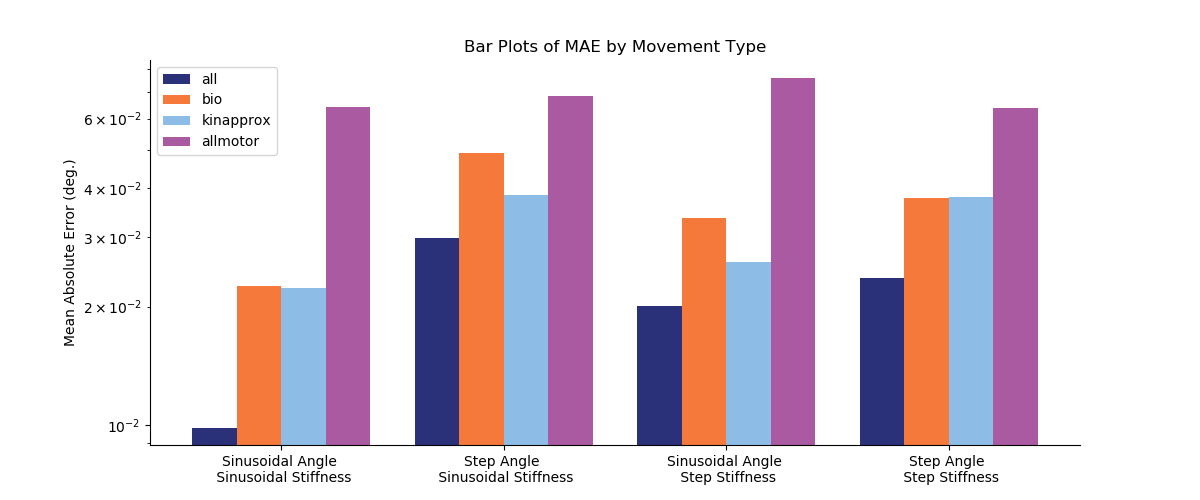 Bar Plots of MAE by Movement Type
all
bio
kinapprox
allmotor
Mean Absolute Error (deg.)
6 × 10⁻²
4 × 10⁻²
3 × 10⁻²
2 × 10⁻²
10⁻²
Sinusoidal Angle
Sinusoidal Stiffness
Step Angle
Sinusoidal Stiffness
Sinusoidal Angle
Step Stiffness
Step Angle
Step Stiffness